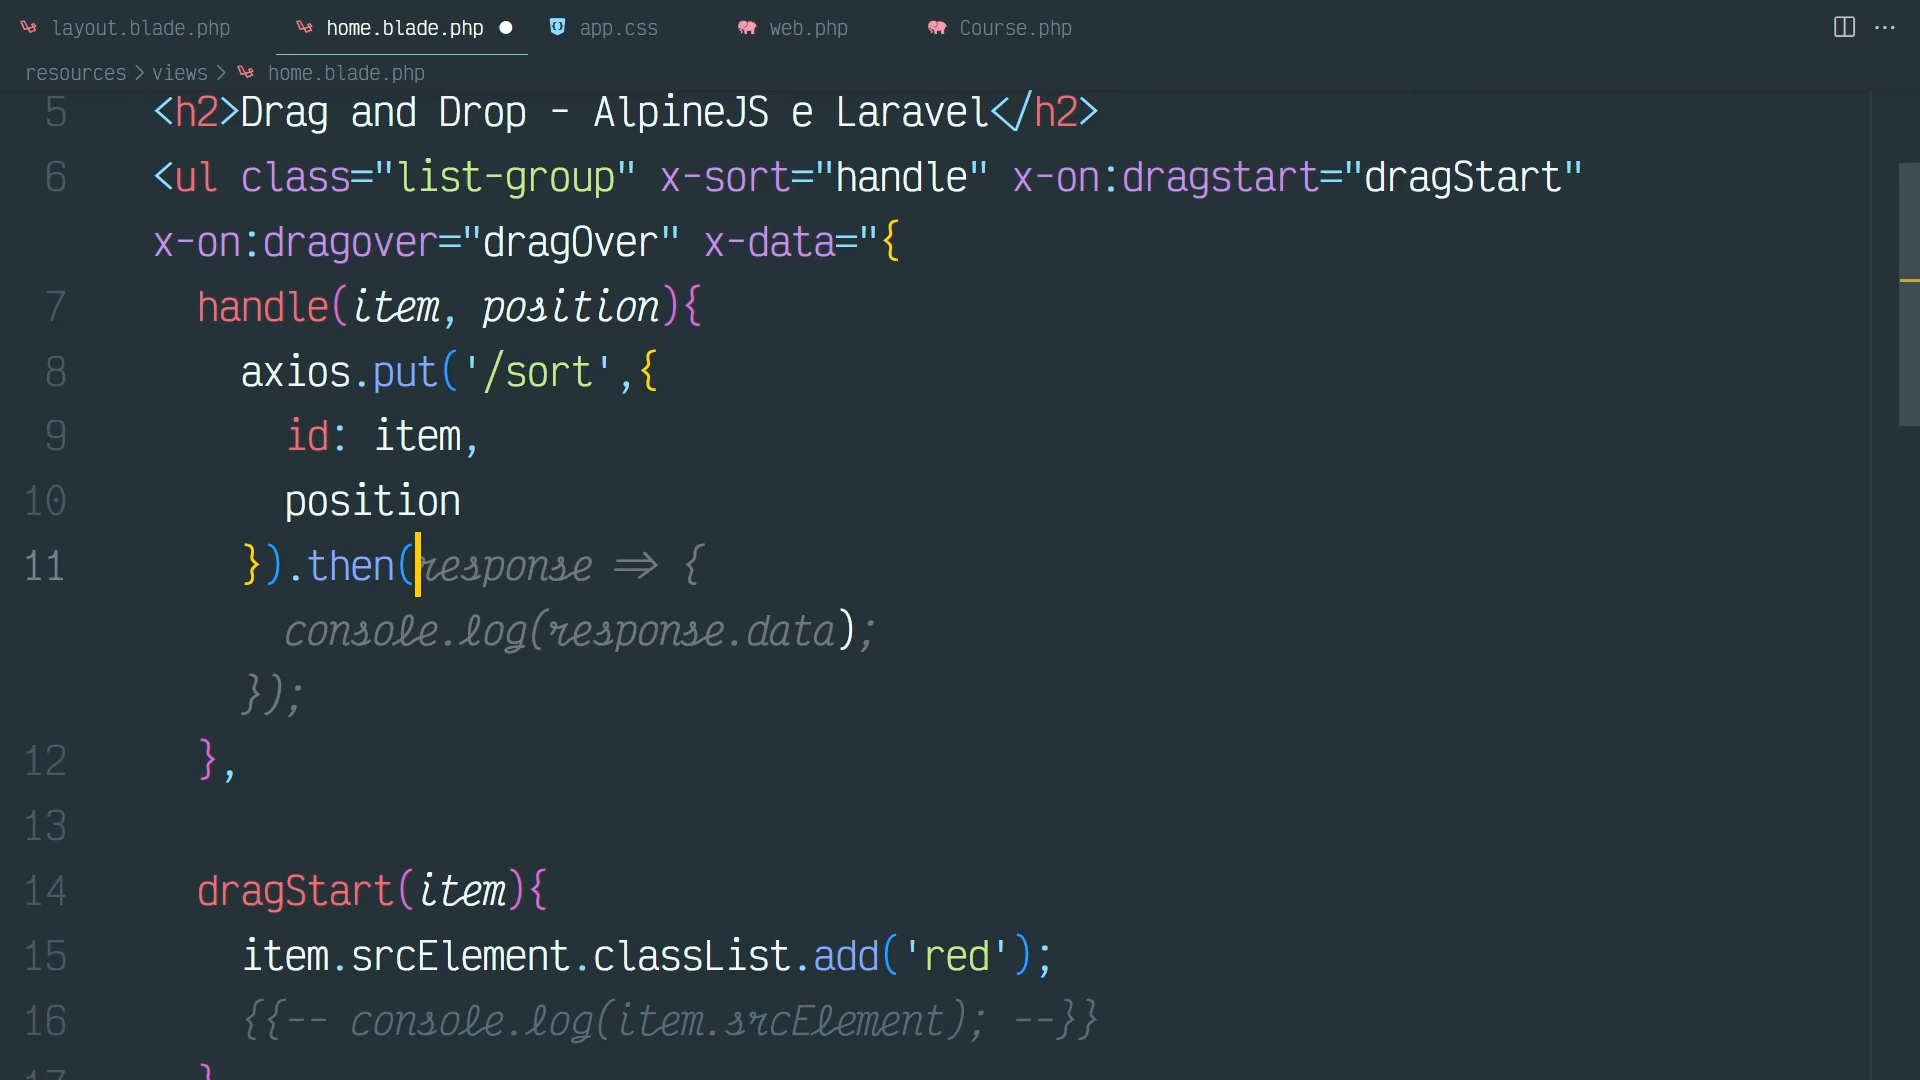 layout.blade.php home.blade.php app.css web.php Course.php
resources > views > home.blade.php
5 <h2>Drag and Drop - AlpineJS e Laravel</h2>
6 <ul class="list-group" x-sort="handle" x-on:dragstart="dragStart"
x-on:dragover="dragOver" x-data="{
7 handle(item, position){
8 axios.put('/sort',{
9 id: item,
10 position
11 }).then(response => {
console.log(response.data);
});
12 },
13
14 dragStart(item){
15 item.srcElement.classList.add('red');
16 {{-- console.log(item.srcElement); --}}
17 }